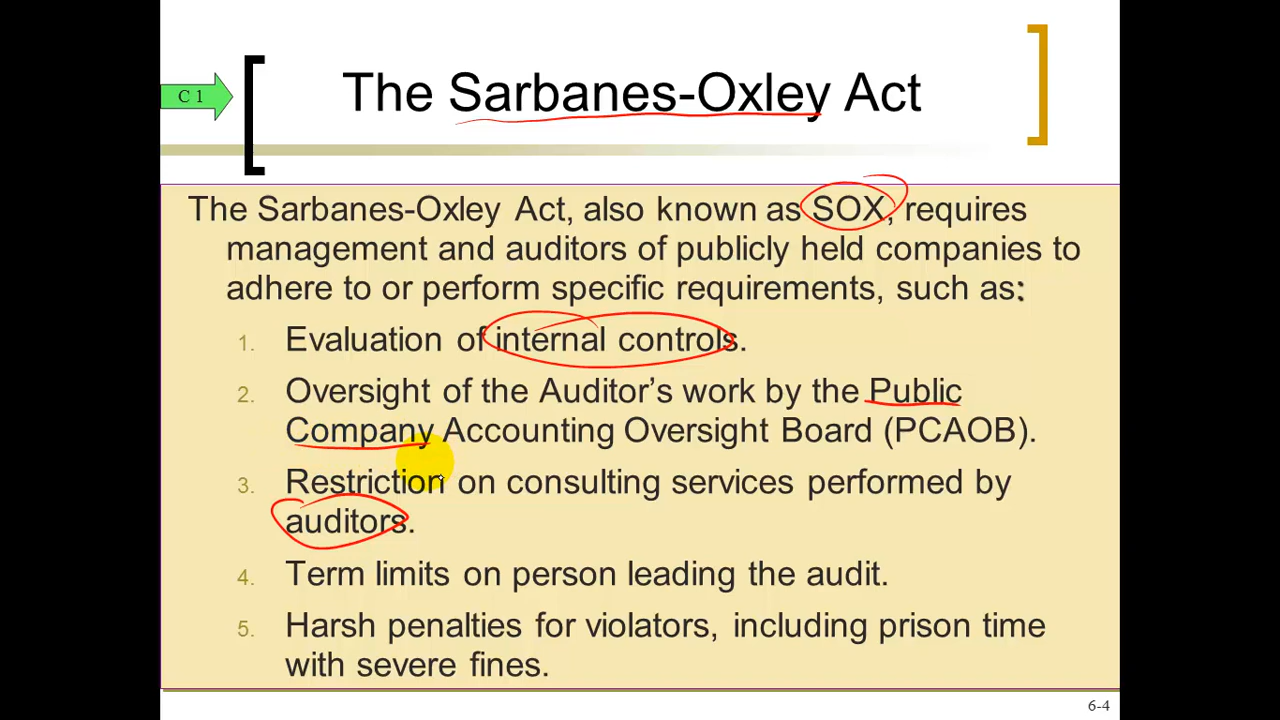 C 1
The Sarbanes-Oxley Act
The Sarbanes-Oxley Act, also known as SOX, requires
management and auditors of publicly held companies to
adhere to or perform specific requirements, such as:
1. Evaluation of internal controls.
2. Oversight of the Auditor’s work by the Public
Company Accounting Oversight Board (PCAOB).
3. Restriction on consulting services performed by
auditors.
4. Term limits on person leading the audit.
5. Harsh penalties for violators, including prison time
with severe fines.
6-4